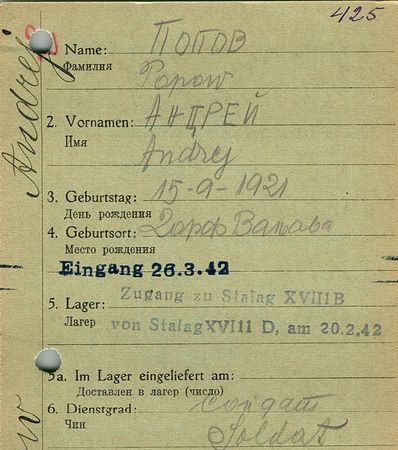 425
1. Name: ПОПОВ
Фамилия
Popow
2. Vornamen: АНДРЕЙ
Имя
Andrej
3. Geburtstag: 15-9-1921
День рождения
4. Geburtsort:
Место рождения
Eingang 26.3.42
5. Lager: Zugang zu Stalag XVIII B
Лагер von Stalag XVIII D, am 20.2.42
5a. Im Lager eingeliefert am:
Доставлен в лагер (число)
6. Dienstgrad:
Чин
Soldat
Andrej